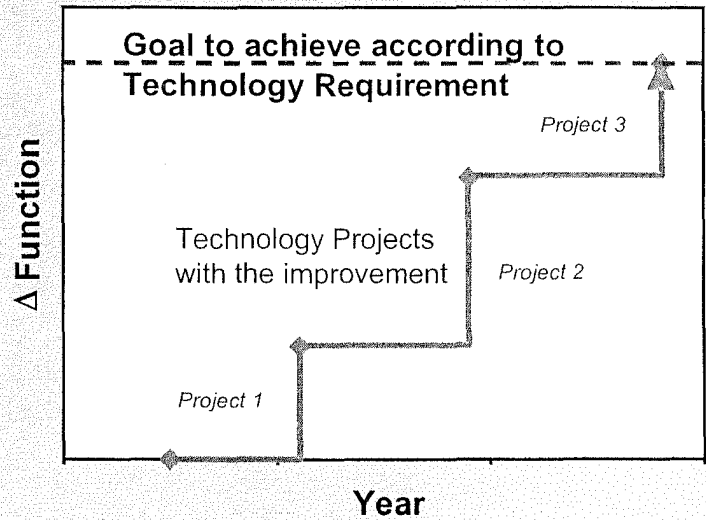 Goal to achieve according to
Technology Requirement
Project 3
Δ Function
Technology Projects
with the improvement
Project 2
Project 1
Year